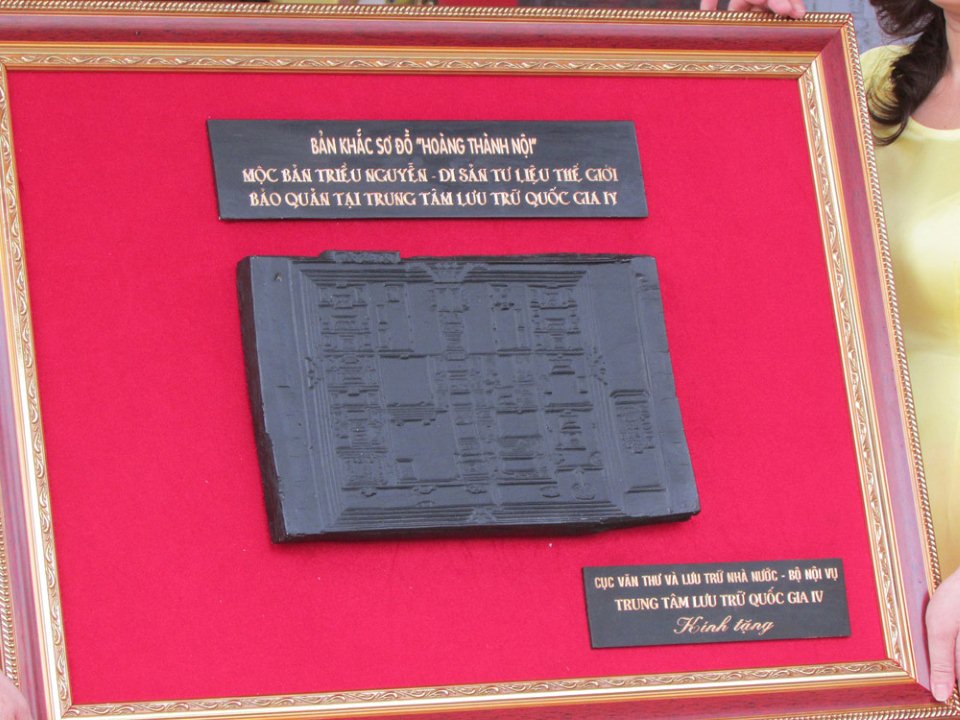 BẢN KHẮC SƠ ĐỒ "HOÀNG THÀNH NỘI"
MỘC BẢN TRIỀU NGUYỄN - DI SẢN TƯ LIỆU THẾ GIỚI
BẢO QUẢN TẠI TRUNG TÂM LƯU TRỮ QUỐC GIA IV
CỤC VĂN THƯ VÀ LƯU TRỮ NHÀ NƯỚC - BỘ NỘI VỤ
TRUNG TÂM LƯU TRỮ QUỐC GIA IV
Kính tặng